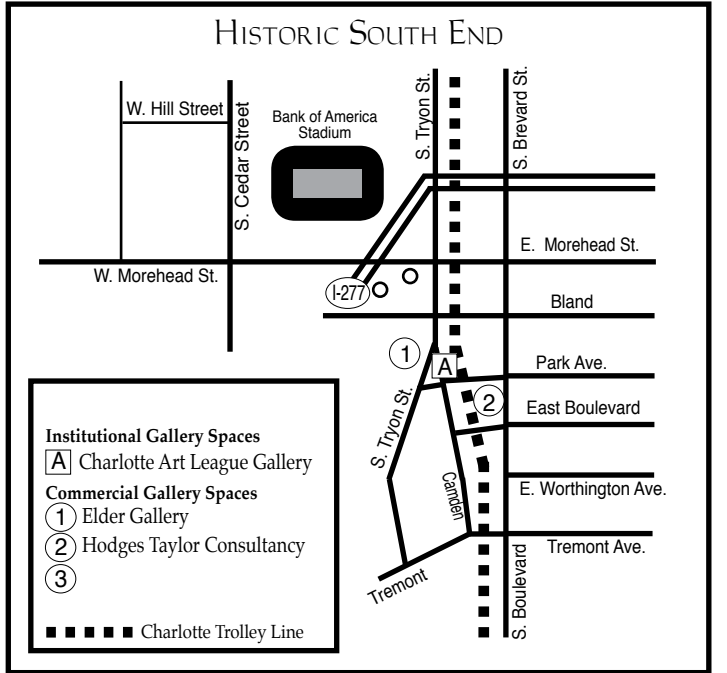 HISTORIC SOUTH END
W. Hill Street
S. Cedar Street
Bank of America
Stadium
S. Tryon St.
S. Brevard St.
E. Morehead St.
W. Morehead St.
I-277
Bland
1
A
Park Ave.
2
East Boulevard
S. Tryon St.
Camden
E. Worthington Ave.
Tremont Ave.
Tremont
S. Boulevard
Institutional Gallery Spaces
A Charlotte Art League Gallery
Commercial Gallery Spaces
1 Elder Gallery
2 Hodges Taylor Consultancy
3
Charlotte Trolley Line